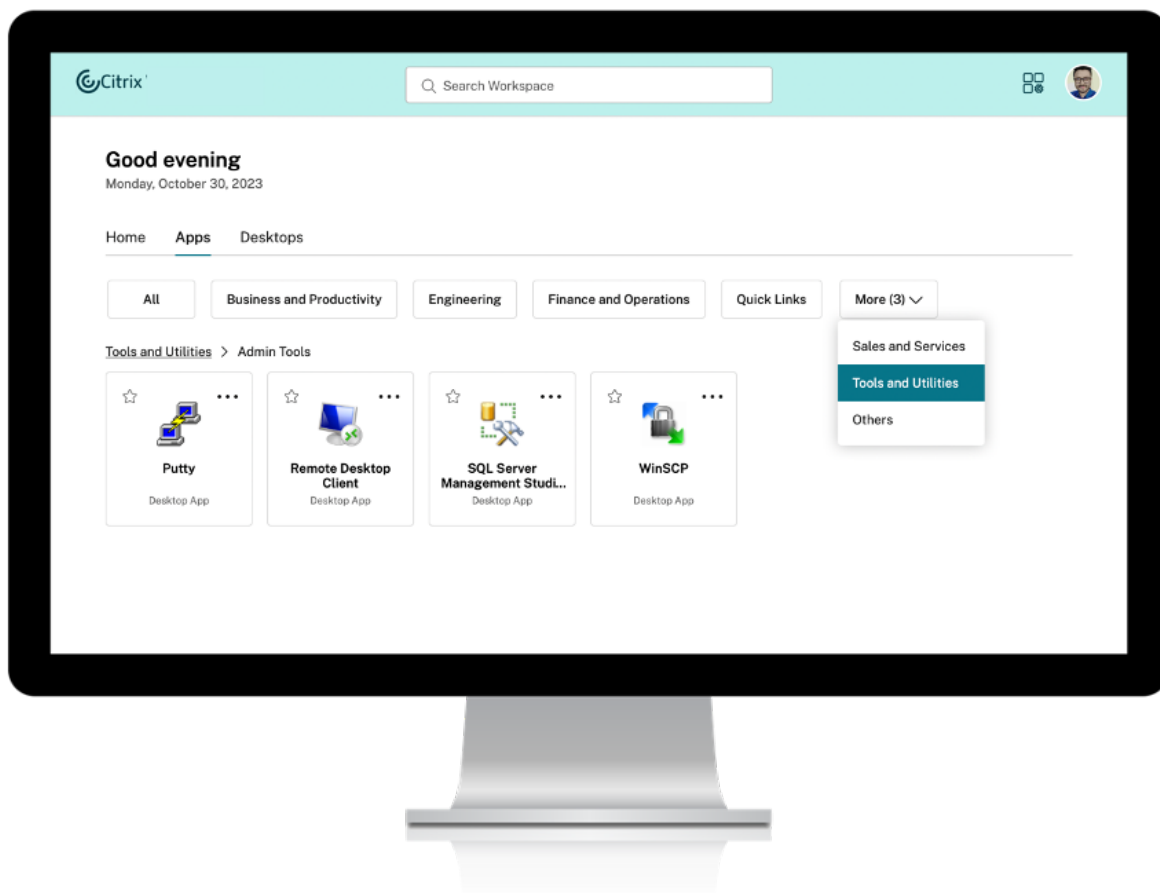 Citrix
Search Workspace
Good evening
Monday, October 30, 2023
Home Apps Desktops
All Business and Productivity Engineering Finance and Operations Quick Links More (3)
Sales and Services
Tools and Utilities
Others
Tools and Utilities > Admin Tools
Putty
Desktop App
Remote Desktop
Client
Desktop App
SQL Server
Management Studi...
Desktop App
WinSCP
Desktop App